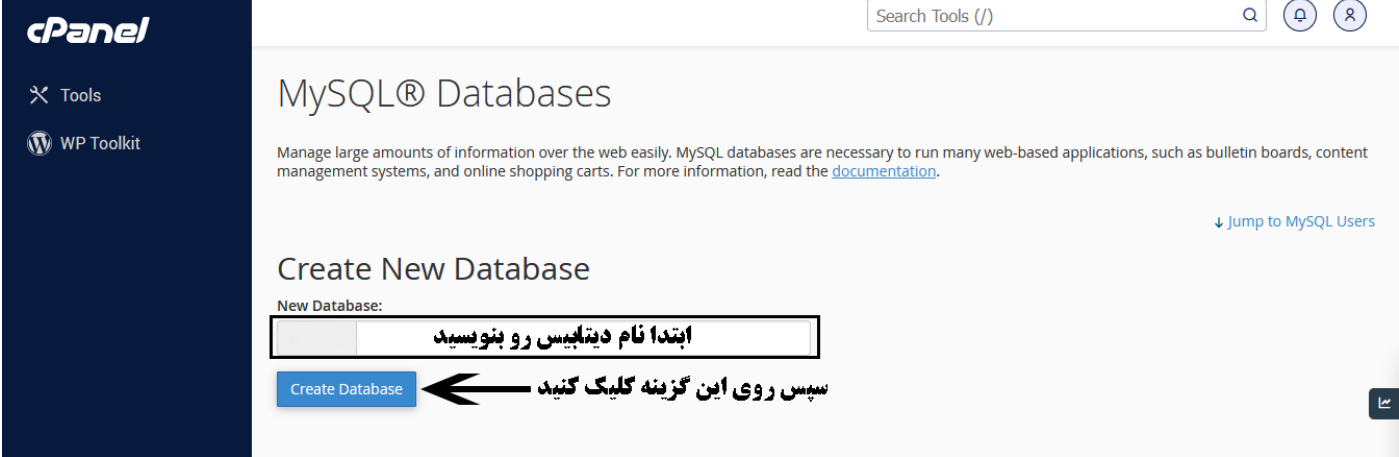 cPanel
Search Tools (/)
Tools
WP Toolkit
MySQL® Databases
Manage large amounts of information over the web easily. MySQL databases are necessary to run many web-based applications, such as bulletin boards, content
management systems, and online shopping carts. For more information, read the documentation.
↓ Jump to MySQL Users
Create New Database
New Database:
ابتدا نام دیتابیس رو بنویسید
Create Database
سپس روی این گزینه کلیک کنید